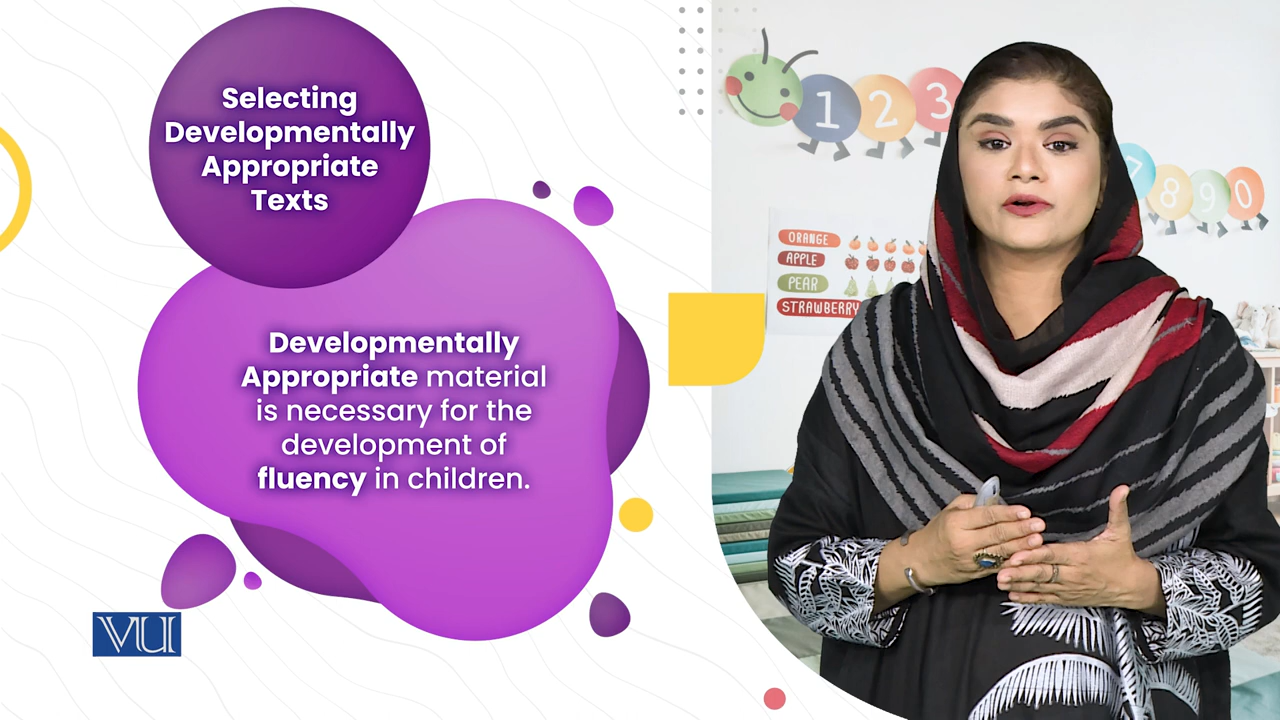 Selecting
Developmentally
Appropriate
Texts
Developmentally
Appropriate material
is necessary for the
development of
fluency in children.
VU
1 2 3
7 8 9 0
ORANGE
APPLE
PEAR
STRAWBERRY